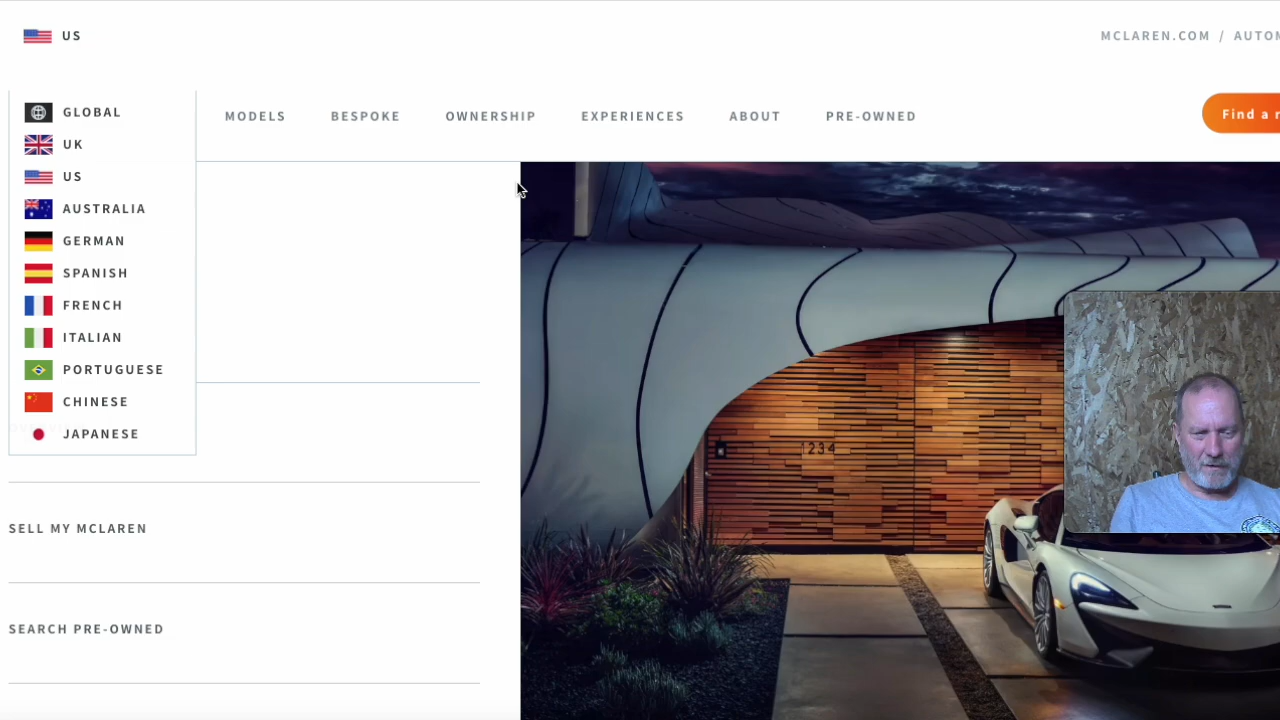 US
MCLAREN.COM / AUTOM
GLOBAL
UK
US
AUSTRALIA
GERMAN
SPANISH
FRENCH
ITALIAN
PORTUGUESE
CHINESE
JAPANESE
MODELS
BESPOKE
OWNERSHIP
EXPERIENCES
ABOUT
PRE-OWNED
Find a r
SELL MY MCLAREN
SEARCH PRE-OWNED
1234